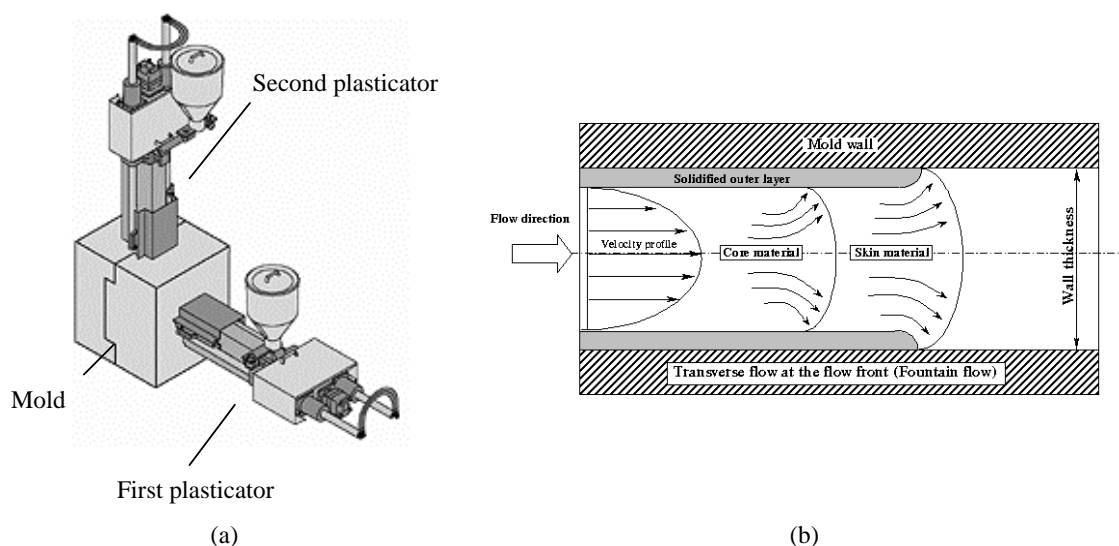 Second plasticator
Mold
First plasticator
(a)
Mold wall
Solidified outer layer
Flow direction
Velocity profile
Core material
Skin material
Wall thickness
Transverse flow at the flow front (Fountain flow)
(b)